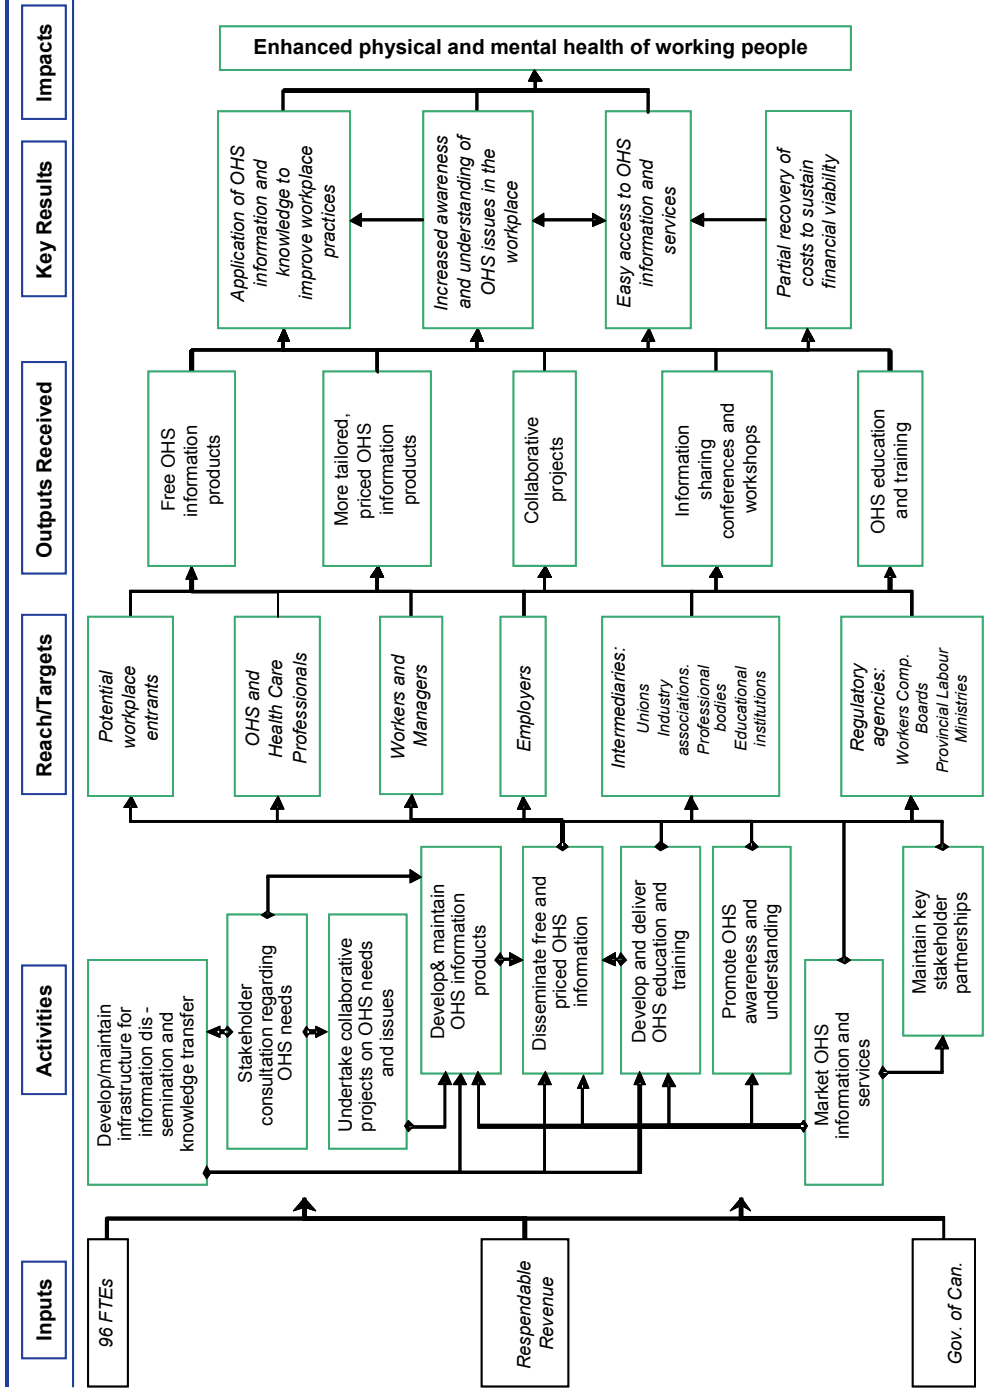 Inputs
Activities
Reach/Targets
Outputs Received
Key Results
Impacts
96 FTEs
Respendable
Revenue
Gov. of Can.
Develop/maintain
infrastructure for
information dis -
semination and
knowledge transfer
Stakeholder
consultation regarding
OHS needs
Undertake collaborative
projects on OHS needs
and issues
Develop& maintain
OHS information
products
Disseminate free and
priced OHS
information
Develop and deliver
OHS education and
training
Promote OHS
awareness and
understanding
Market OHS
information and
services
Maintain key
stakeholder
partnerships
Potential
workplace
entrants
OHS and
Health Care
Professionals
Workers and
Managers
Employers
Intermediaries:
Unions
Industry
associations.
Professional
bodies
Educational
institutions
Regulatory
agencies:
Workers Comp.
Boards
Provincial Labour
Ministries
Free OHS
information
products
More tailored,
priced OHS
information
products
Collaborative
projects
Information
sharing
conferences and
workshops
OHS education
and training
Application of OHS
information and
knowledge to
improve workplace
practices
Increased awareness
and understanding of
OHS issues in the
workplace
Easy access to OHS
information and
services
Partial recovery of
costs to sustain
financial viability
Enhanced physical and mental health of working people